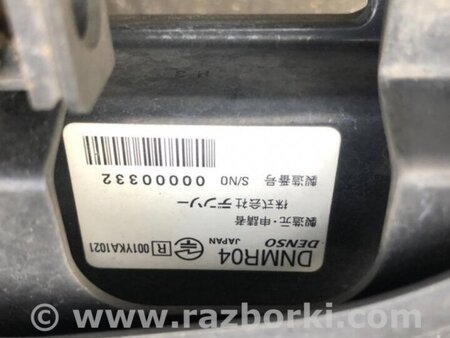 DNMR04
R 001YKA1021
DENSO JAPAN
製造元・申請者
株式会社デンソー
製造番号 S/NO 00000332
© www.razborki.com